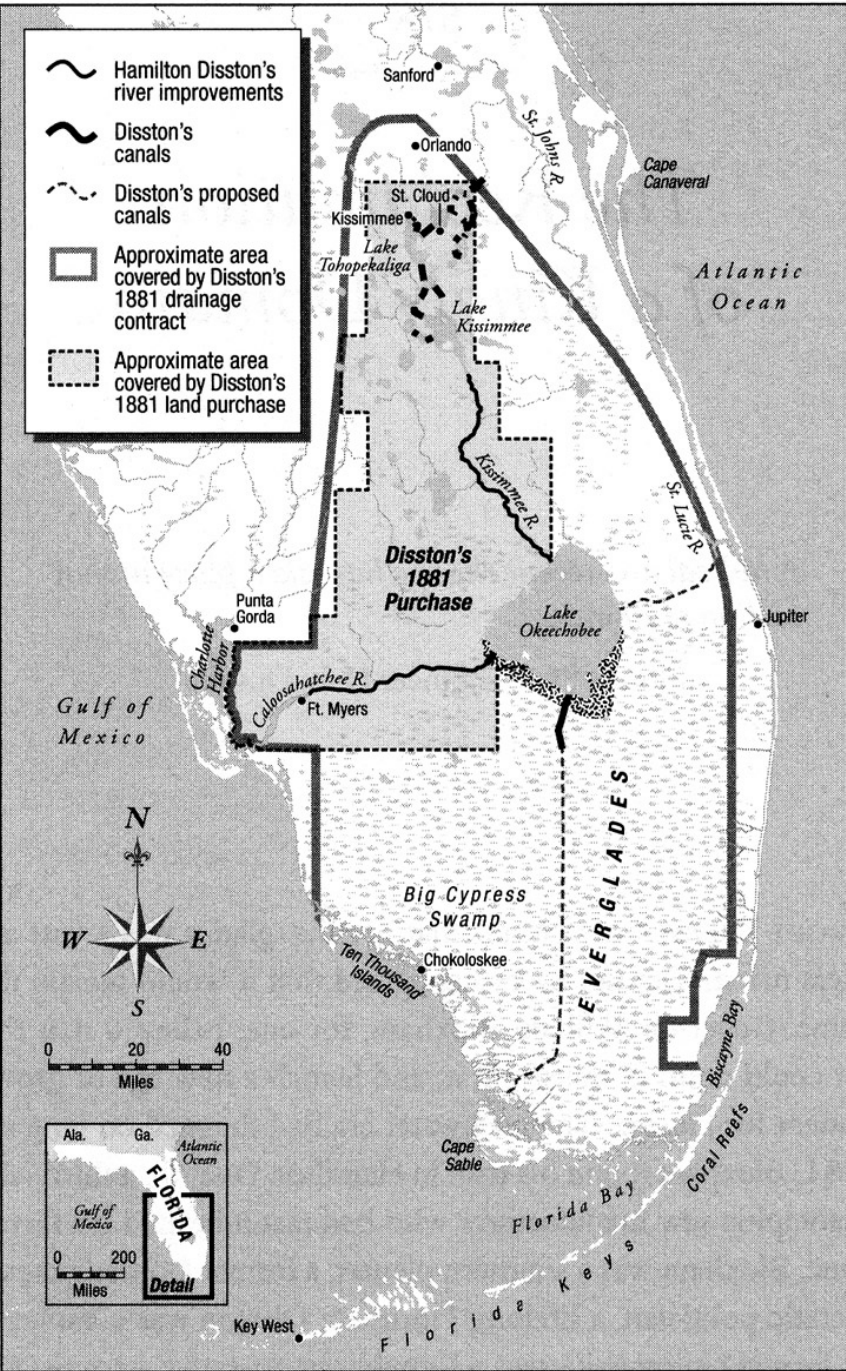 Hamilton Disston's
river improvements
Disston's
canals
Disston's proposed
canals
Approximate area
covered by Disston's
1881 drainage
contract
Approximate area
covered by Disston's
1881 land purchase
Sanford
St. Johns R.
Orlando
Cape
Canaveral
St. Cloud
Kissimmee
Lake
Tohopekaliga
Atlantic
Ocean
Lake
Kissimmee
Kissimmee R.
St. Lucie R.
Disston's
1881
Purchase
Punta
Gorda
Lake
Okeechobee
Jupiter
Charlotte
Harbor
Caloosahatchee R.
Ft. Myers
Gulf of
Mexico
EVERGLADES
N
W
E
S
Big Cypress
Swamp
Ten Thousand
Islands
Chokoloskee
0 20 40
Miles
Biscayne Bay
Cape
Sable
Coral Reefs
Florida Bay
Florida Keys
Key West
Ala.
Ga.
Atlantic
Ocean
FLORIDA
Gulf of
Mexico
0 200
Miles
Detail